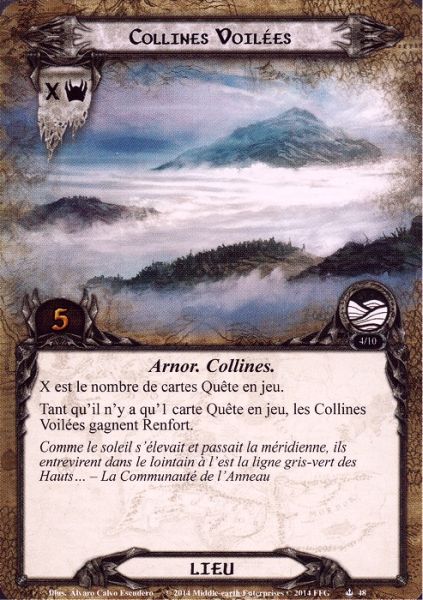 Collines Voilées
X
5
4/10
Arnor. Collines.
X est le nombre de cartes Quête en jeu.
Tant qu'il n'y a qu'1 carte Quête en jeu, les Collines
Voilées gagnent Renfort.
Comme le soleil s'élevait et passait la méridienne, ils
entrevirent dans le lointain à l'est la ligne gris-vert des
Hauts… – La Communauté de l'Anneau
LIEU
Illus. Álvaro Calvo Escudero © 2014 Middle-earth Enterprises © 2014 FFG 48